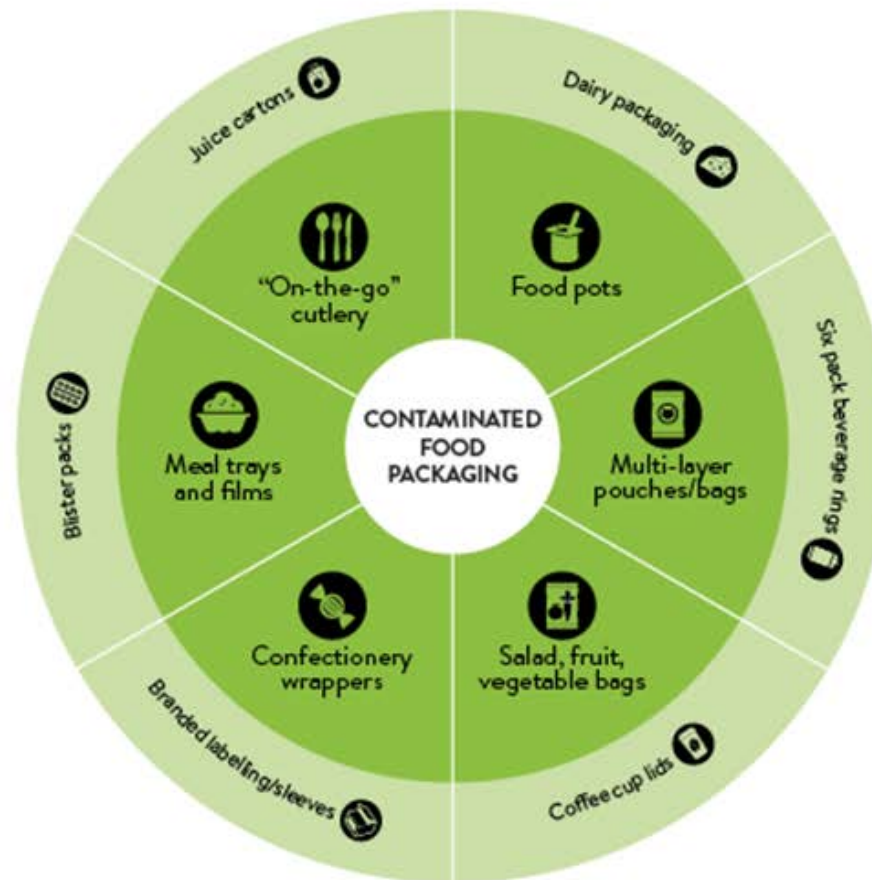 Juice cartons
Dairy packaging
“On-the-go”
cutlery
Food pots
Six pack beverage rings
Blister packs
Meal trays
and films
CONTAMINATED
FOOD
PACKAGING
Multi-layer
pouches/bags
Confectionery
wrappers
Salad, fruit,
vegetable bags
Branded labelling/sleeves
Coffee cup lids